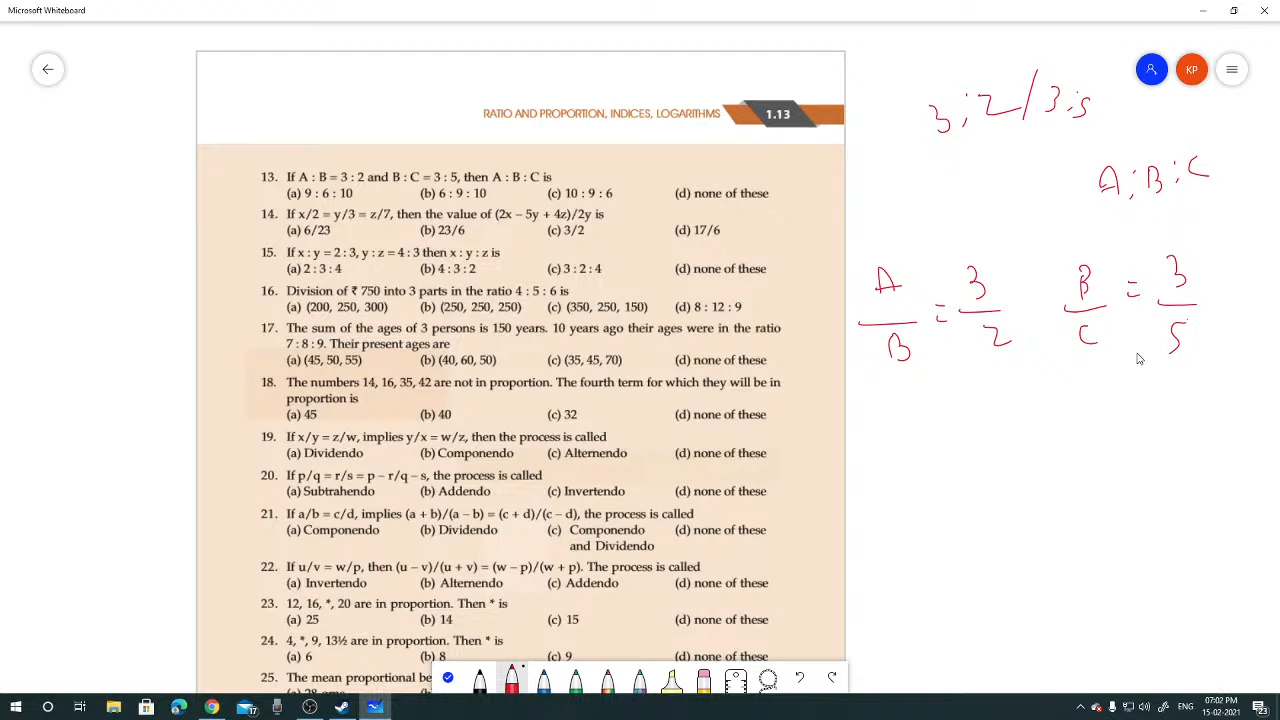 Microsoft Whiteboard
KP
RATIO AND PROPORTION, INDICES, LOGARITHMS 1.13
13. If A : B = 3 : 2 and B : C = 3 : 5, then A : B : C is
(a) 9 : 6 : 10 (b) 6 : 9 : 10 (c) 10 : 9 : 6 (d) none of these
14. If x/2 = y/3 = z/7, then the value of (2x – 5y + 4z)/2y is
(a) 6/23 (b) 23/6 (c) 3/2 (d) 17/6
15. If x : y = 2 : 3, y : z = 4 : 3 then x : y : z is
(a) 2 : 3 : 4 (b) 4 : 3 : 2 (c) 3 : 2 : 4 (d) none of these
16. Division of ₹ 750 into 3 parts in the ratio 4 : 5 : 6 is
(a) (200, 250, 300) (b) (250, 250, 250) (c) (350, 250, 150) (d) 8 : 12 : 9
17. The sum of the ages of 3 persons is 150 years. 10 years ago their ages were in the ratio
7 : 8 : 9. Their present ages are
(a) (45, 50, 55) (b) (40, 60, 50) (c) (35, 45, 70) (d) none of these
18. The numbers 14, 16, 35, 42 are not in proportion. The fourth term for which they will be in
proportion is
(a) 45 (b) 40 (c) 32 (d) none of these
19. If x/y = z/w, implies y/x = w/z, then the process is called
(a) Dividendo (b) Componendo (c) Alternendo (d) none of these
20. If p/q = r/s = p – r/q – s, the process is called
(a) Subtrahendo (b) Addendo (c) Invertendo (d) none of these
21. If a/b = c/d, implies (a + b)/(a – b) = (c + d)/(c – d), the process is called
(a) Componendo (b) Dividendo (c) Componendo (d) none of these
and Dividendo
22. If u/v = w/p, then (u – v)/(u + v) = (w – p)/(w + p). The process is called
(a) Invertendo (b) Alternendo (c) Addendo (d) none of these
23. 12, 16, *, 20 are in proportion. Then * is
(a) 25 (b) 14 (c) 15 (d) none of these
24. 4, *, 9, 13½ are in proportion. Then * is
(a) 6 (b) 8 (c) 9 (d) none of these
25. The mean proportional be
3 : 2 / 3 : 5
A : B : C
A/B = 3/2 B/C = 3/5
07:02 PM
15-02-2021
23